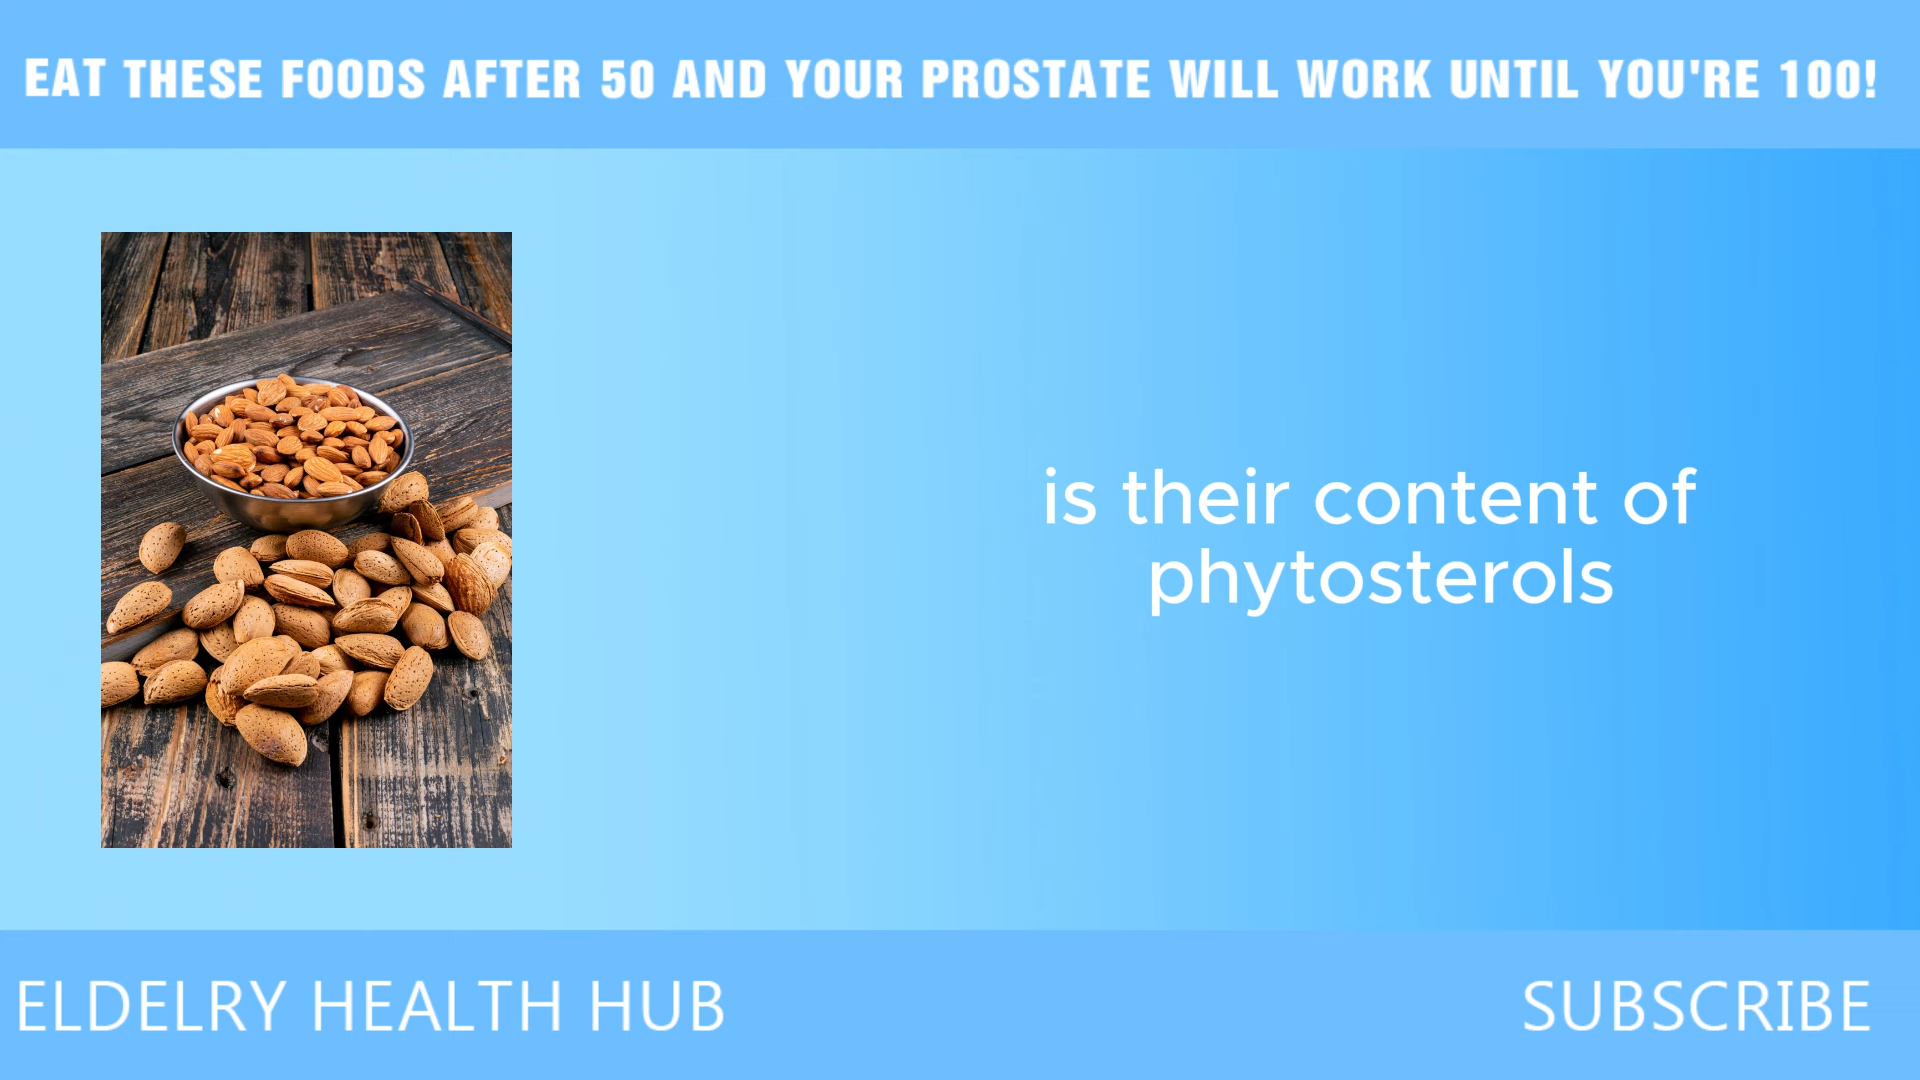 EAT THESE FOODS AFTER 50 AND YOUR PROSTATE WILL WORK UNTIL YOU'RE 100!
is their content of
phytosterols
ELDELRY HEALTH HUB
SUBSCRIBE